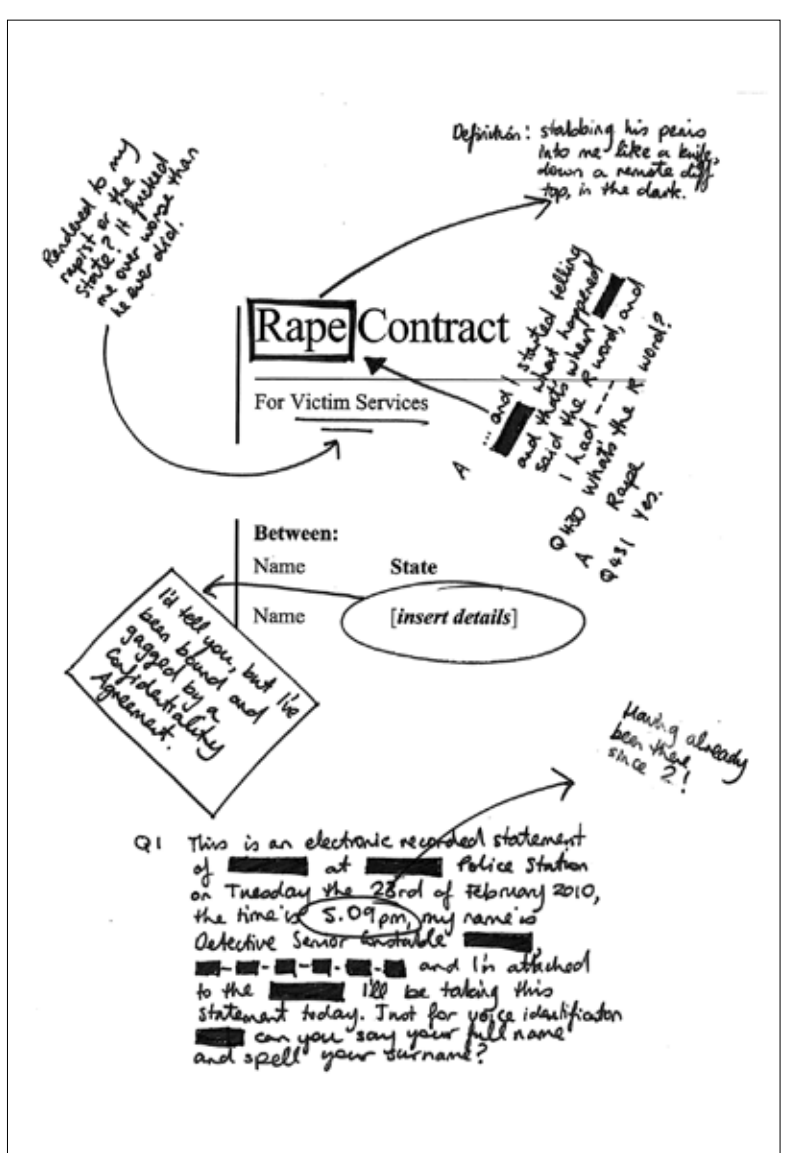 Definition: stabbing his penis
into me like a knife,
down a remote cliff
top, in the dark.
Rendered to my
rapist or the
State? It fucked
me over worse than
he ever did.
Rape Contract
For Victim Services
A ... and I started telling
what happened
and that's when
said the R word, and
I had ----
Q430 What's the R word?
A Rape
Q431 Yes.
Between:
Name State
Name [insert details]
I'd tell you, but I've
been bound and
gagged by a
Confidentiality
Agreement.
Having already
been there
since 2!
Q1 This is an electronic recorded statement
of at Police Station
on Tuesday the 23rd of February 2010,
the time is 5.09pm, my name is
Detective Senior Constable ,
- - - - - and I'm attached
to the I'll be taking this
statement today. Just for voice identification
can you say your full name
and spell your surname?